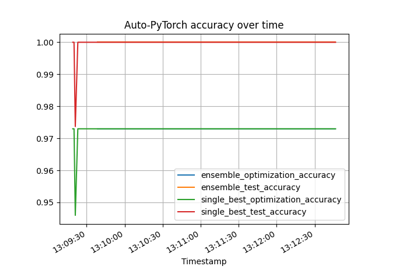 Auto-PyTorch accuracy over time
1.00
0.99
0.98
0.97
0.96
0.95
ensemble_optimization_accuracy
ensemble_test_accuracy
single_best_optimization_accuracy
single_best_test_accuracy
13:09:30
13:10:00
13:10:30
13:11:00
13:11:30
13:12:00
13:12:30
Timestamp